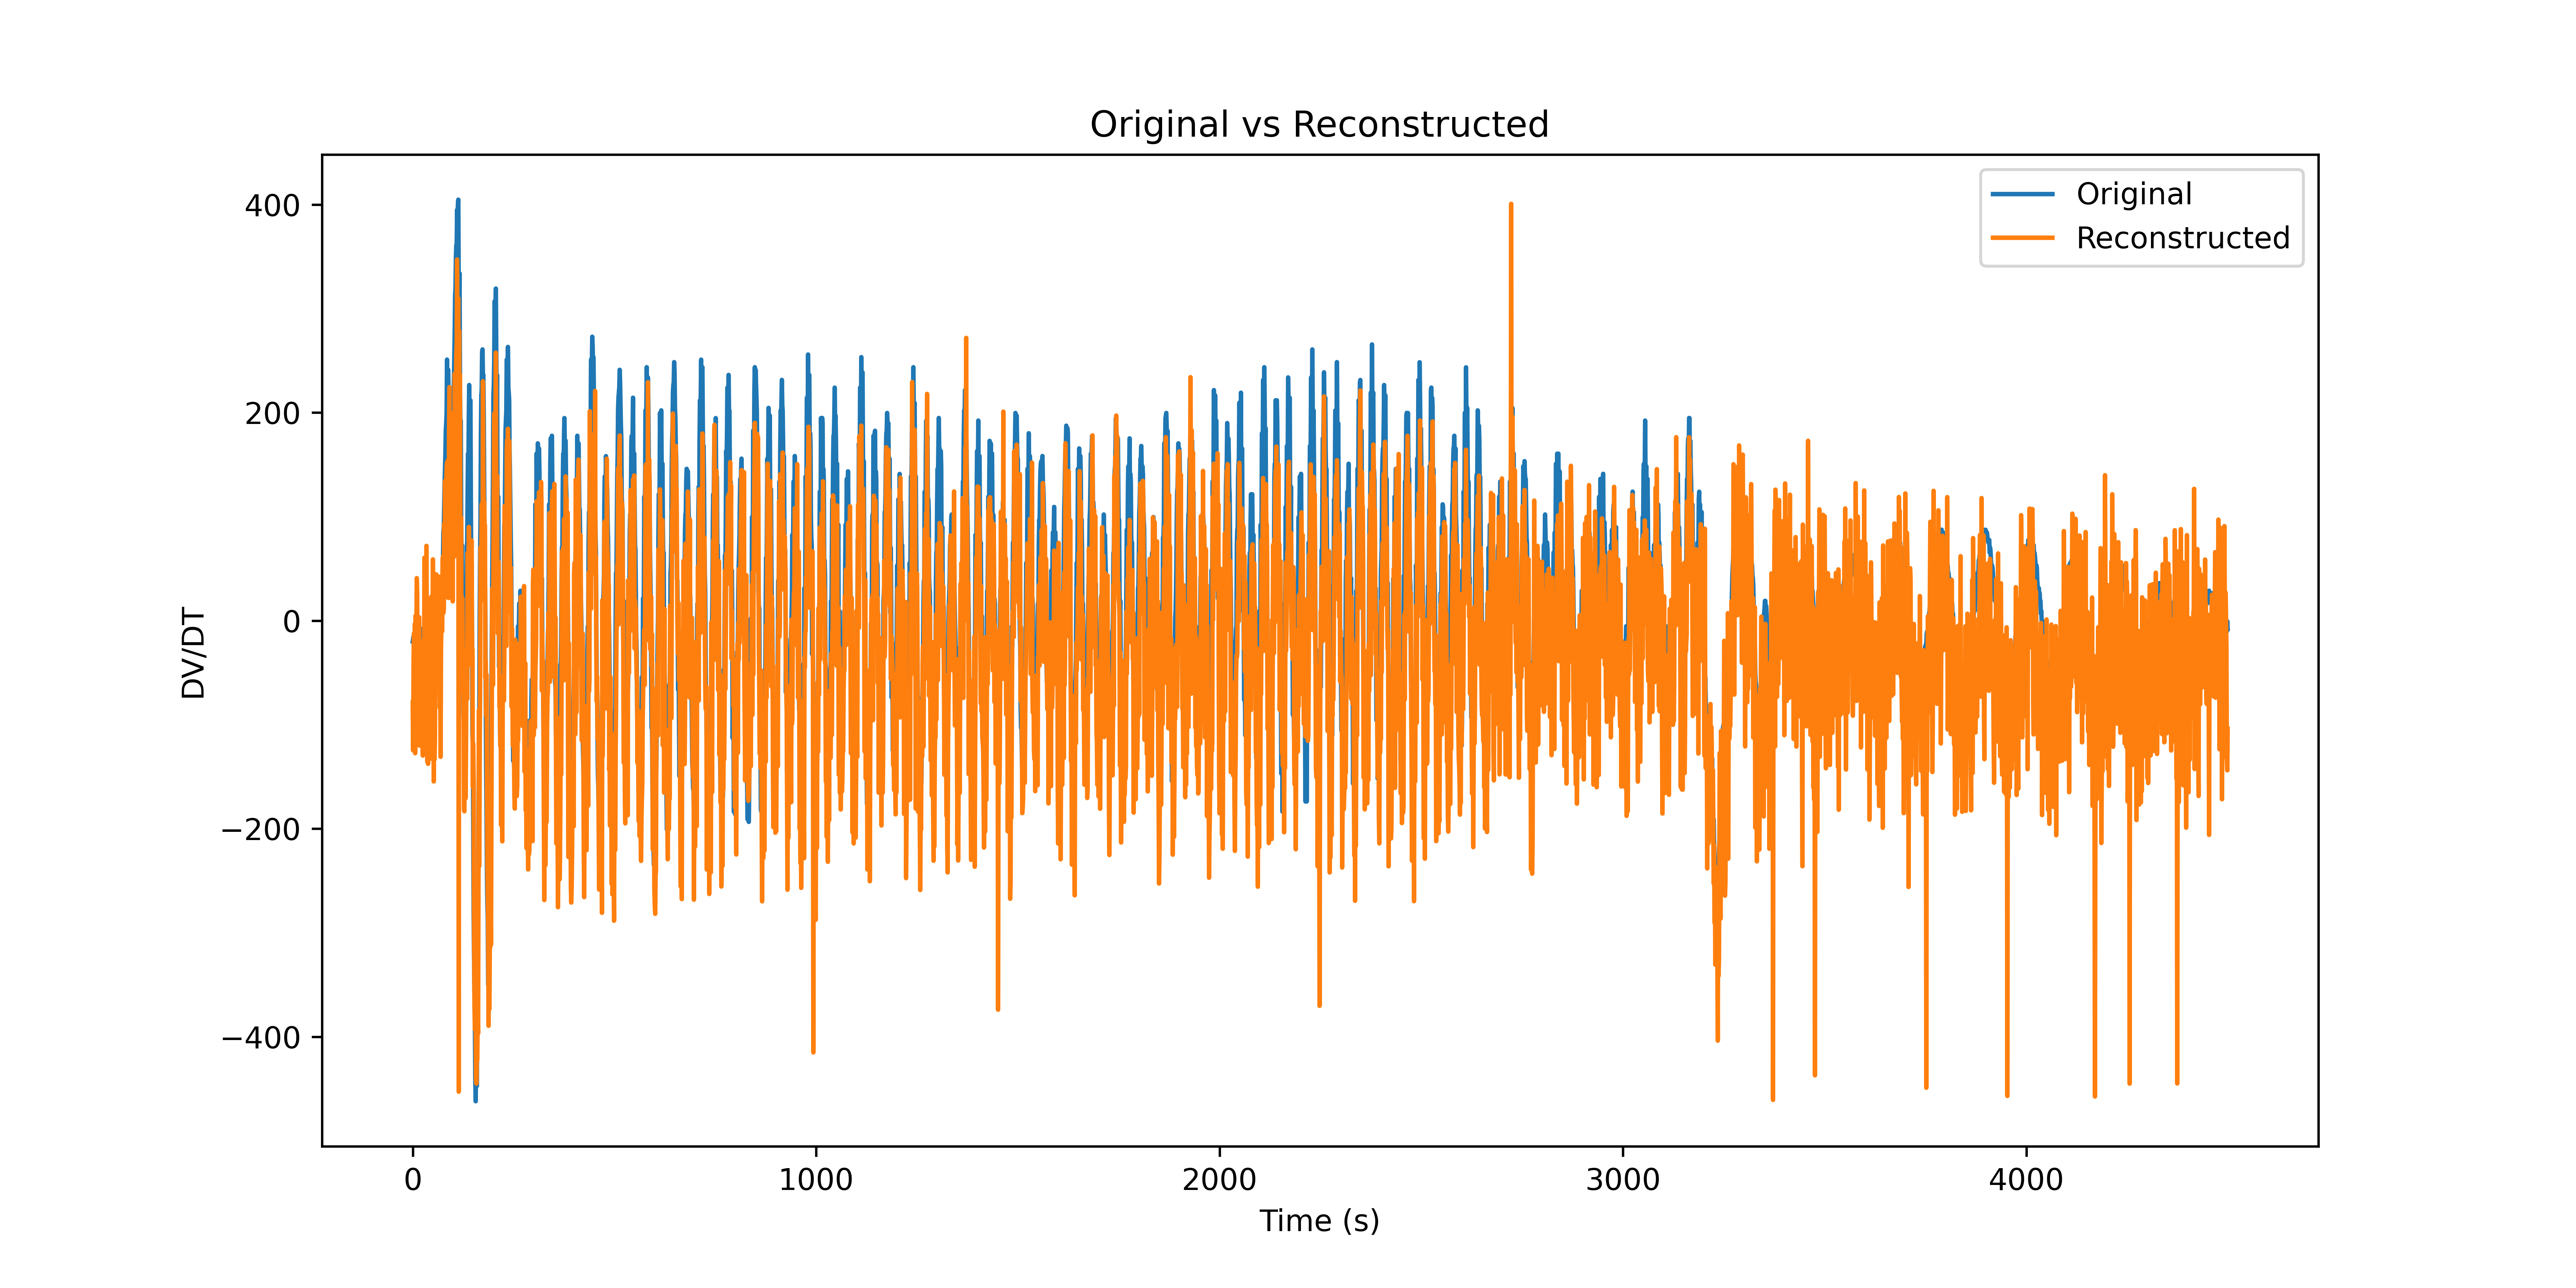 Original vs Reconstructed
Original
Reconstructed
400
200
0
−200
−400
DV/DT
0
1000
2000
3000
4000
Time (s)